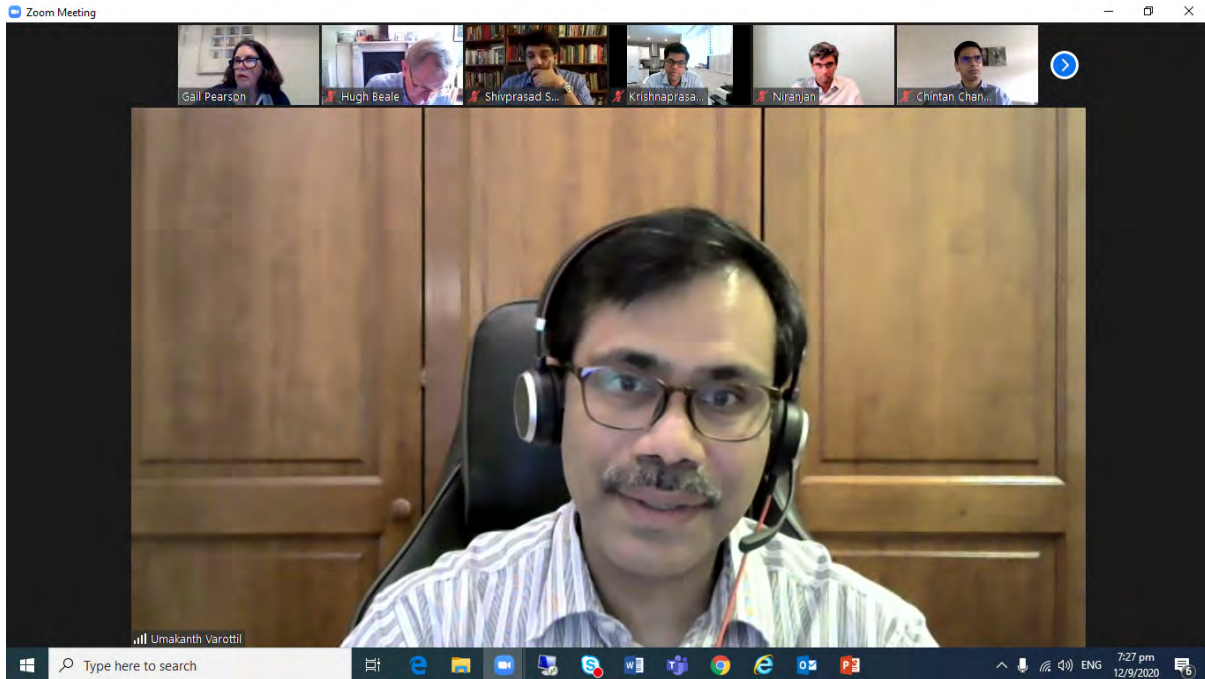 Zoom Meeting
Gail Pearson
Hugh Beale
Shivprasad S...
Krishnaprasa...
Niranjan
Chintan Chan...
Umakanth Varottil
Type here to search
ENG
7:27 pm
12/9/2020
6